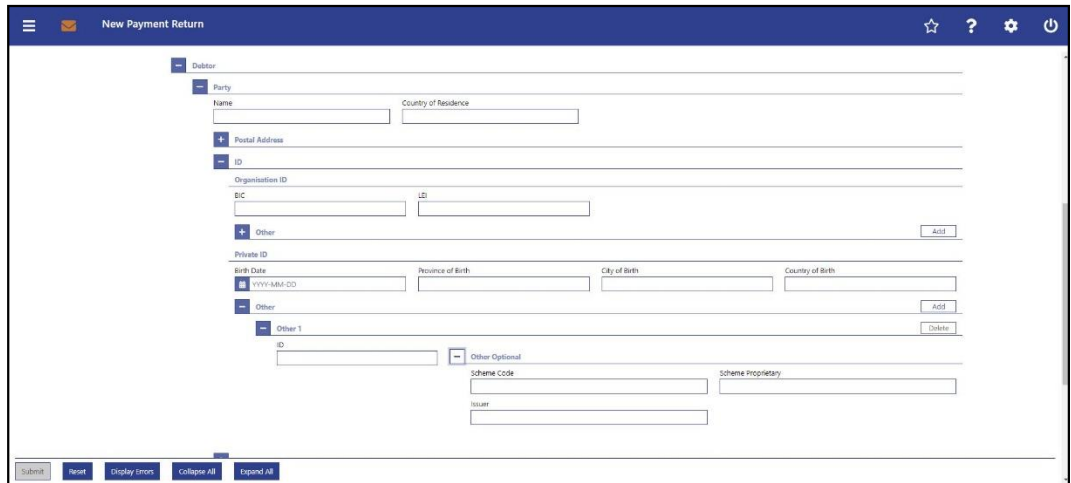 New Payment Return
Debtor
Party
Name Country of Residence
Postal Address
ID
Organisation ID
BIC LEI
Other Add
Private ID
Birth Date Province of Birth City of Birth Country of Birth
YYYY-MM-DD
Other Add
Other 1 Delete
ID Other Optional
Scheme Code Scheme Proprietary
Issuer
Submit Reset Display Errors Collapse All Expand All